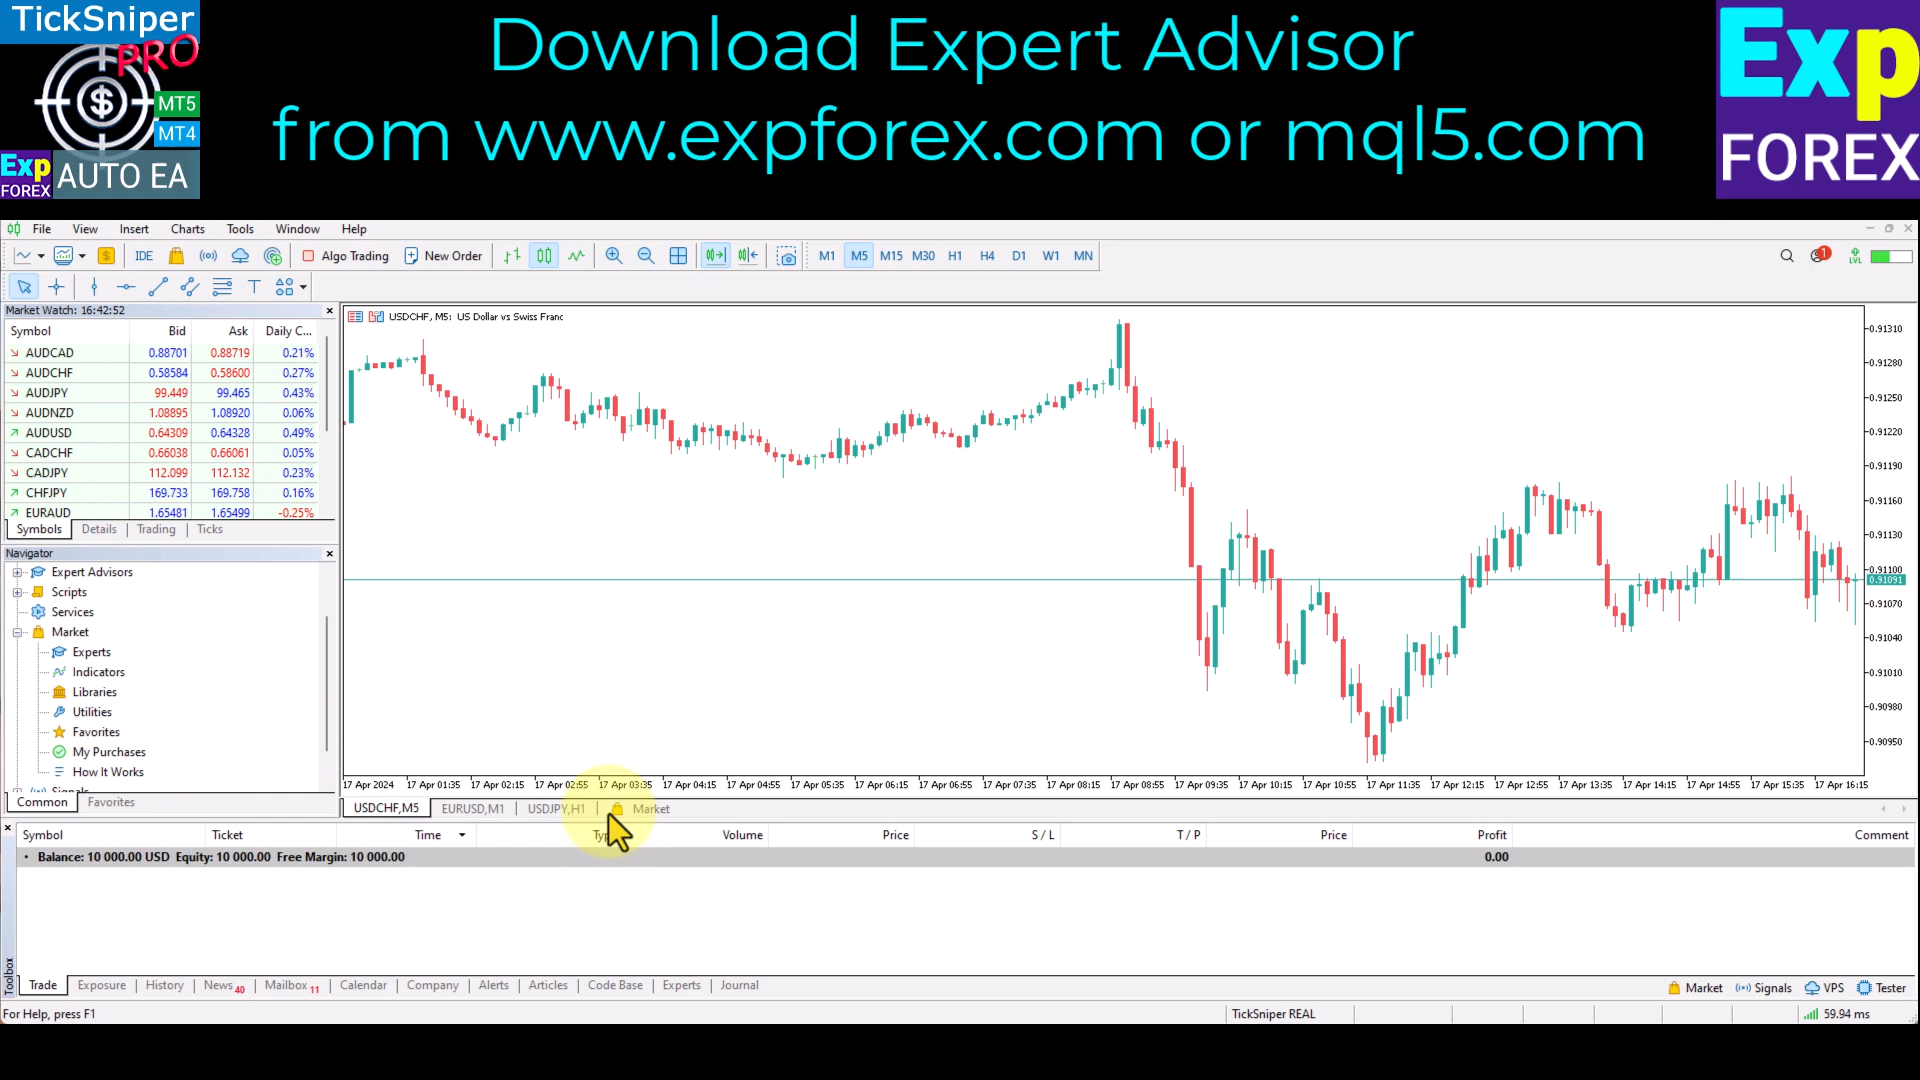 TickSniper
PRO
MT5
MT4
Exp
FOREX
AUTO EA
Download Expert Advisor
from www.expforex.com or mql5.com
Exp
FOREX
File View Insert Charts Tools Window Help
IDE Algo Trading New Order M1 M5 M15 M30 H1 H4 D1 W1 MN 1 LVL
Market Watch: 16:42:52
Symbol Bid Ask Daily C...
AUDCAD 0.88701 0.88719 0.21%
AUDCHF 0.58584 0.58600 0.27%
AUDJPY 99.449 99.465 0.43%
AUDNZD 1.08895 1.08920 0.06%
AUDUSD 0.64309 0.64328 0.49%
CADCHF 0.66038 0.66061 0.05%
CADJPY 112.099 112.132 0.23%
CHFJPY 169.733 169.758 0.16%
EURAUD 1.65481 1.65499 -0.25%
Symbols Details Trading Ticks
Navigator
Expert Advisors
Scripts
Services
Market
Experts
Indicators
Libraries
Utilities
Favorites
My Purchases
How It Works
Common Favorites
USDCHF, M5: US Dollar vs Swiss Franc
0.91310
0.91280
0.91250
0.91220
0.91190
0.91160
0.91130
0.91100
0.91091
0.91070
0.91040
0.91010
0.90980
0.90950
17 Apr 2024 17 Apr 01:35 17 Apr 02:15 17 Apr 02:55 17 Apr 03:35 17 Apr 04:15 17 Apr 04:55 17 Apr 05:35 17 Apr 06:15 17 Apr 06:55 17 Apr 07:35 17 Apr 08:15 17 Apr 08:55 17 Apr 09:35 17 Apr 10:15 17 Apr 10:55 17 Apr 11:35 17 Apr 12:15 17 Apr 12:55 17 Apr 13:35 17 Apr 14:15 17 Apr 14:55 17 Apr 15:35 17 Apr 16:15
USDCHF,M5 EURUSD,M1 USDJPY,H1 Market
Symbol Ticket Time Volume Price S / L T / P Price Profit Comment
Balance: 10 000.00 USD Equity: 10 000.00 Free Margin: 10 000.00 0.00
Toolbox
Trade Exposure History News 40 Mailbox 11 Calendar Company Alerts Articles Code Base Experts Journal Market Signals VPS Tester
For Help, press F1 TickSniper REAL 59.94 ms